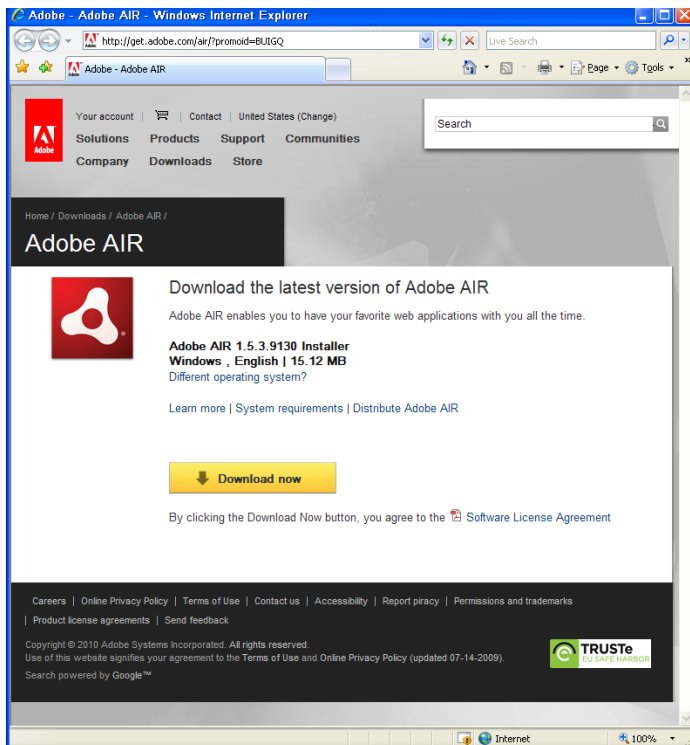 Adobe - Adobe AIR - Windows Internet Explorer
http://get.adobe.com/air/?promoid=BUIGQ
Live Search
Adobe - Adobe AIR
Page
Tools
Adobe
Your account | Contact | United States (Change)
Solutions Products Support Communities
Company Downloads Store
Search
Home / Downloads / Adobe AIR /
Adobe AIR
Download the latest version of Adobe AIR
Adobe AIR enables you to have your favorite web applications with you all the time.
Adobe AIR 1.5.3.9130 Installer
Windows , English | 15.12 MB
Different operating system?
Learn more | System requirements | Distribute Adobe AIR
Download now
By clicking the Download Now button, you agree to the Software License Agreement
Careers | Online Privacy Policy | Terms of Use | Contact us | Accessibility | Report piracy | Permissions and trademarks
| Product license agreements | Send feedback
Copyright © 2010 Adobe Systems Incorporated. All rights reserved.
Use of this website signifies your agreement to the Terms of Use and Online Privacy Policy (updated 07-14-2009).
Search powered by Google™
TRUSTe
EU SAFE HARBOR
Internet
100%